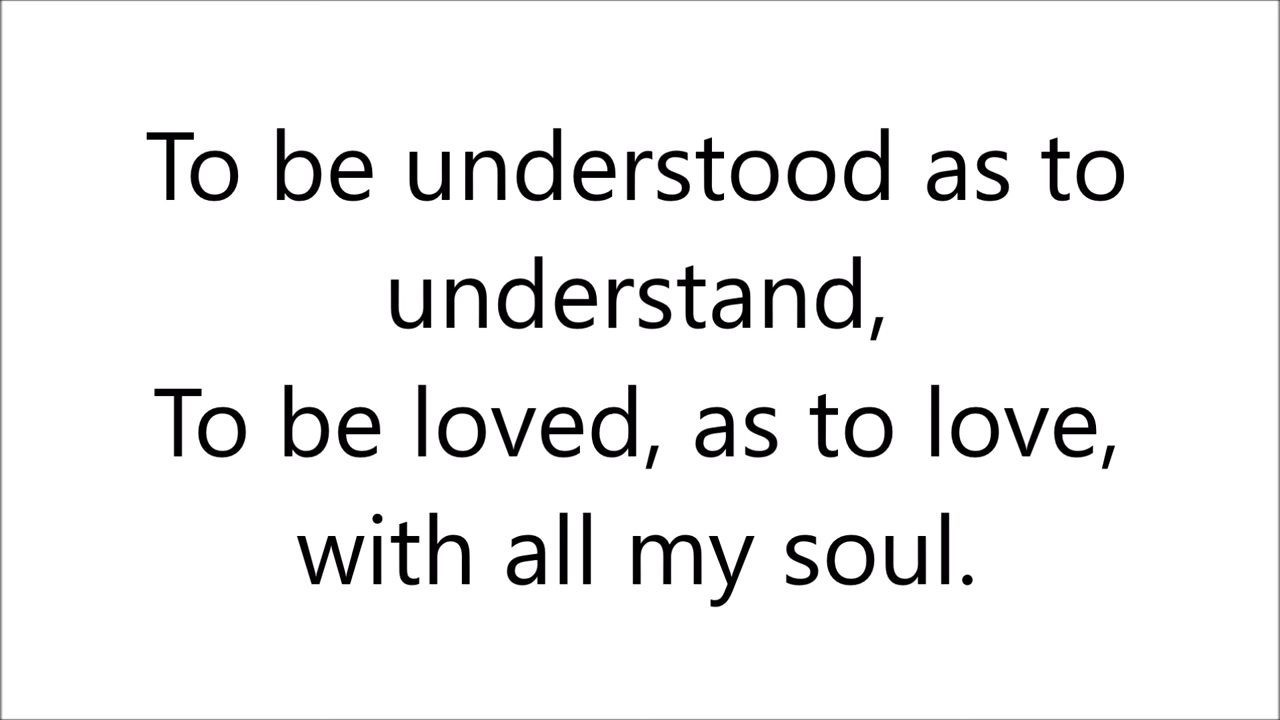 To be understood as to
understand,
To be loved, as to love,
with all my soul.